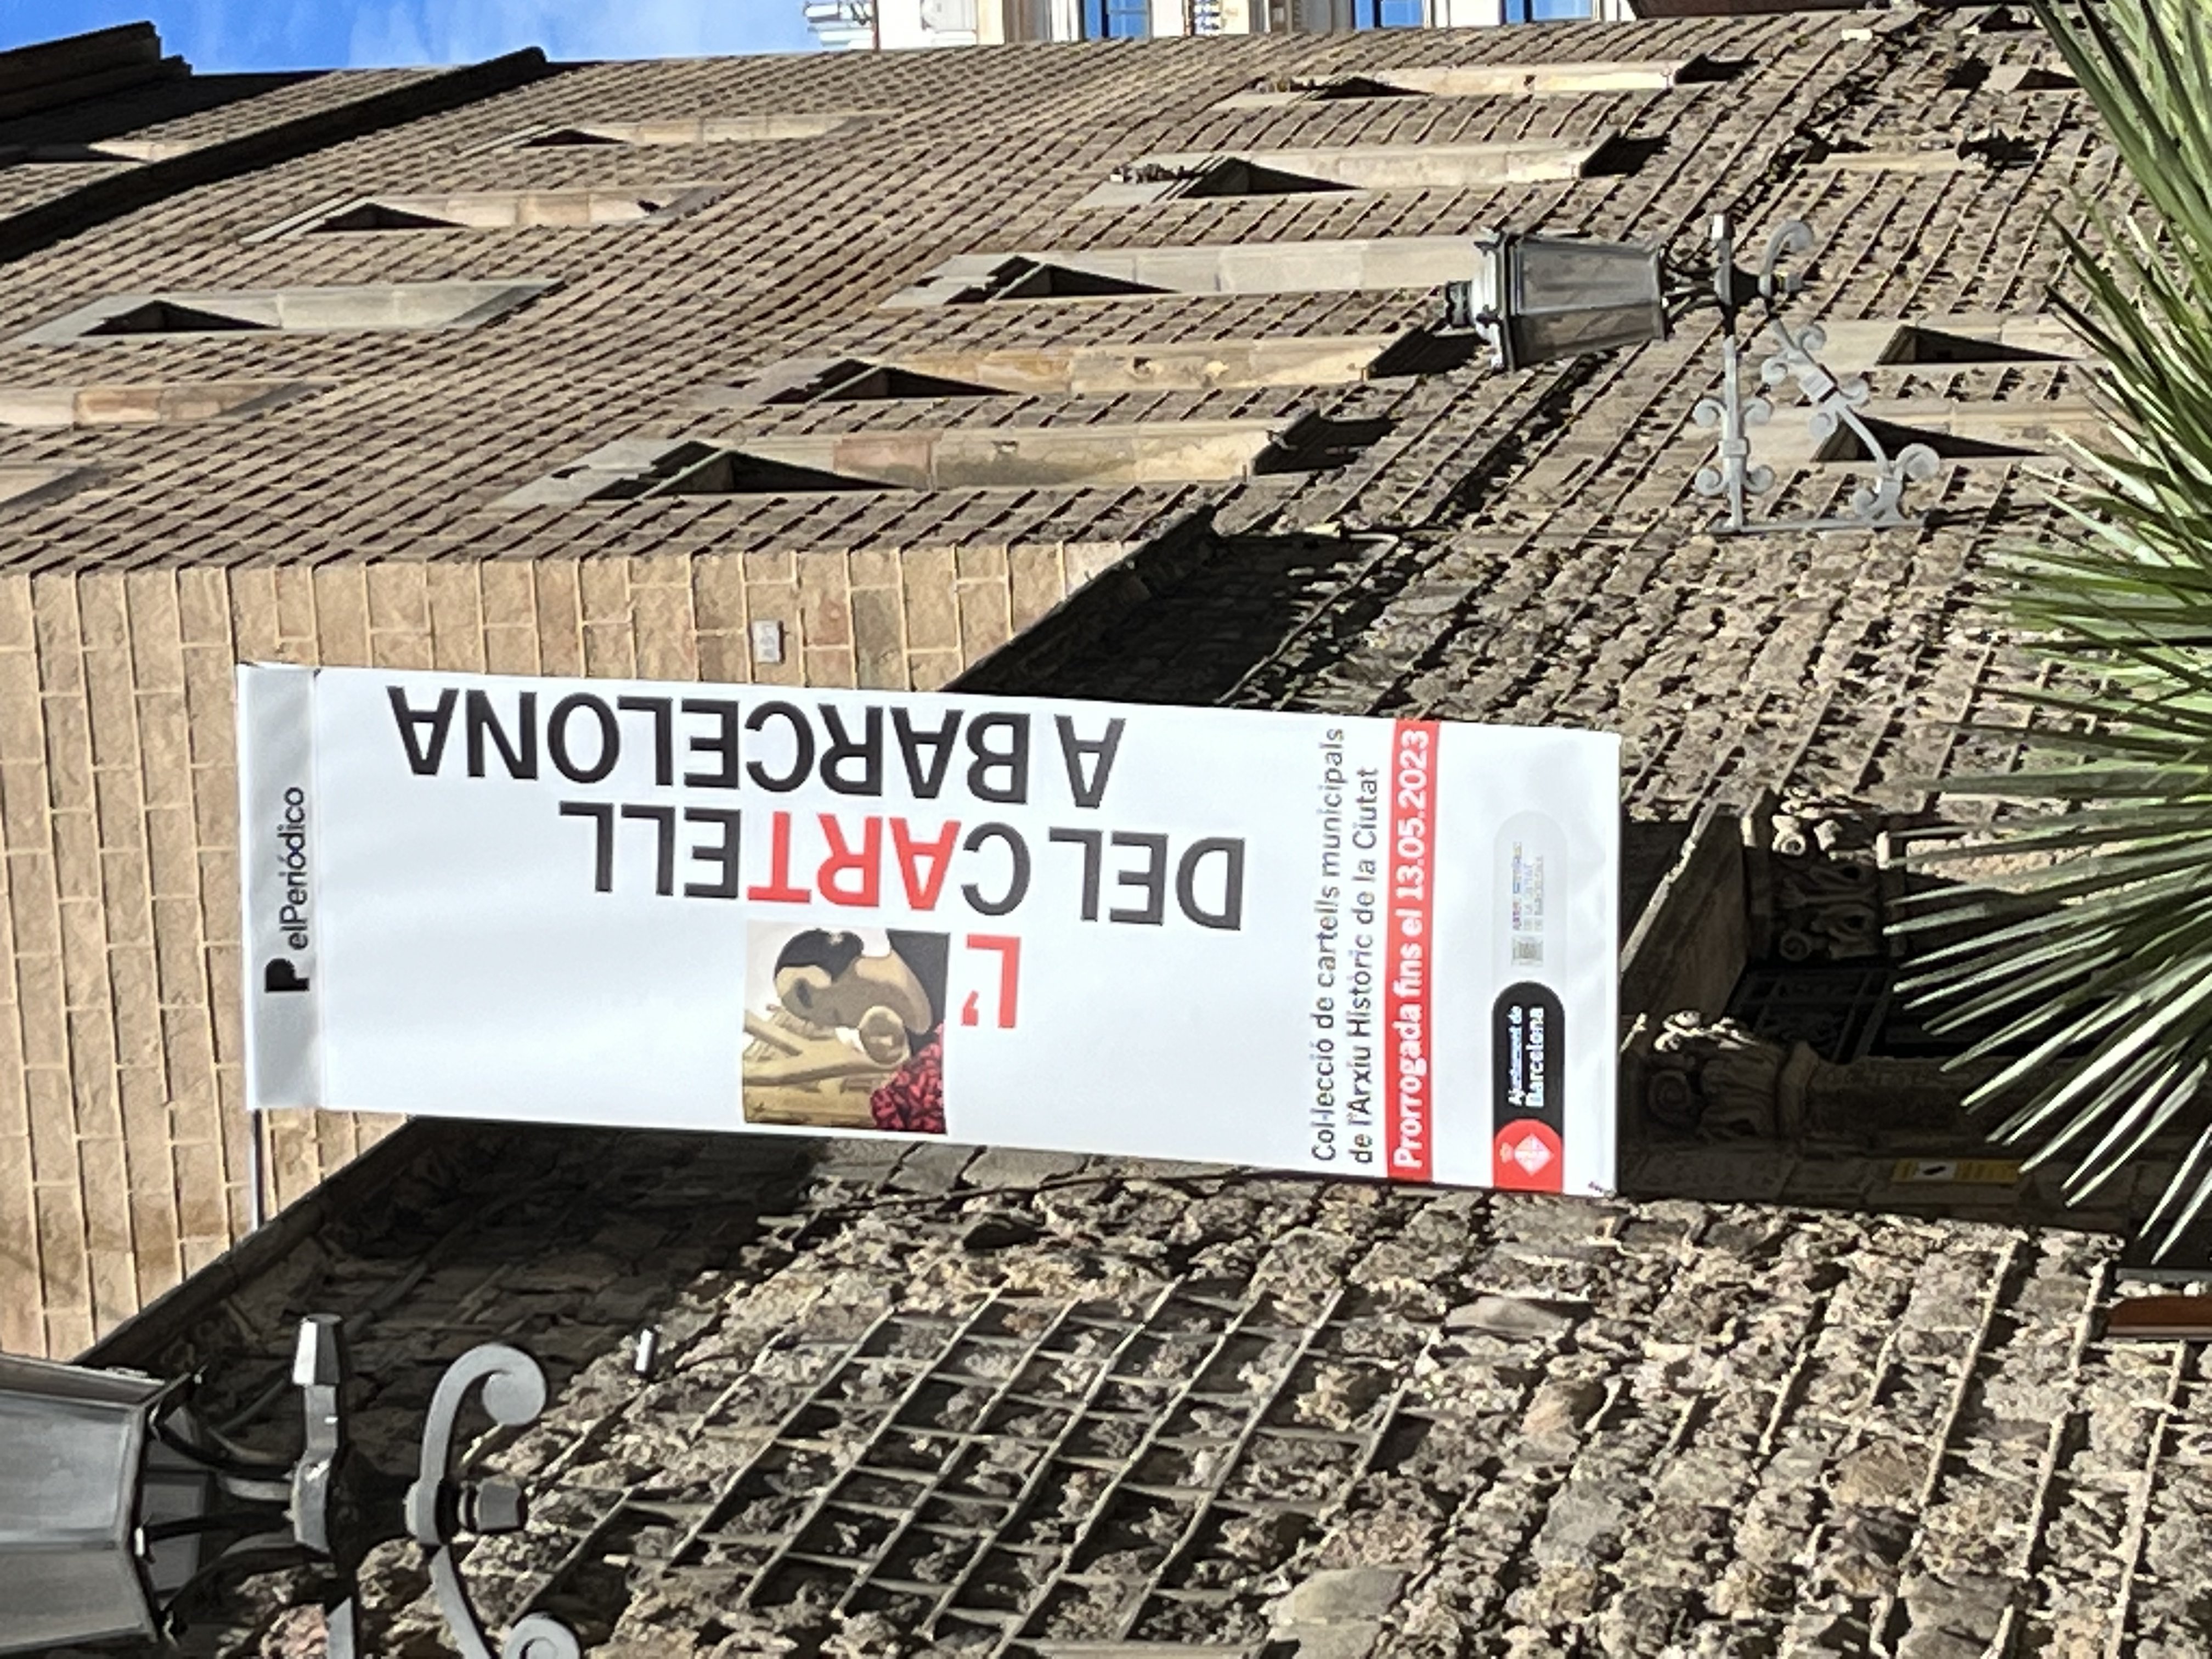 elPeriódico
L'
DEL CARTELL
A BARCELONA
Col·lecció de cartells municipals
de l'Arxiu Històric de la Ciutat
Prorrogada fins el 13.05.2023
Ajuntament de
Barcelona